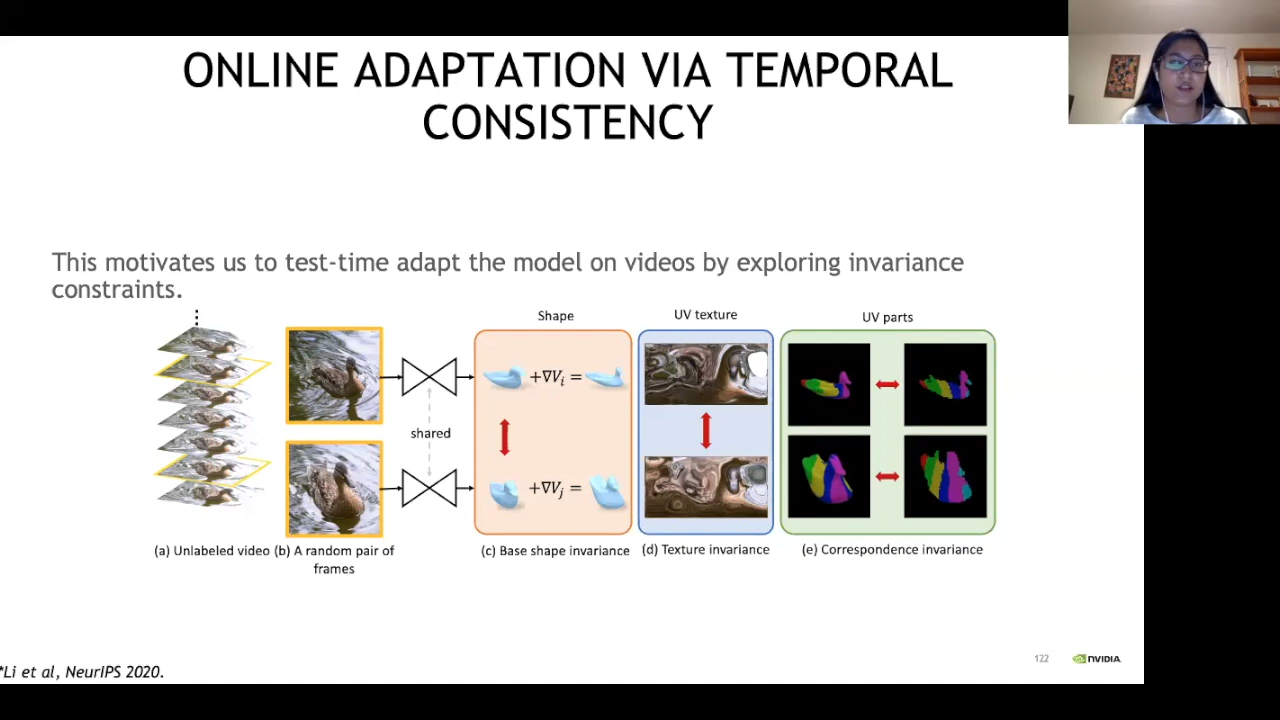 ONLINE ADAPTATION VIA TEMPORAL
CONSISTENCY
This motivates us to test-time adapt the model on videos by exploring invariance
constraints.
Shape
UV texture
UV parts
+∇Vᵢ =
shared
+∇Vⱼ =
(a) Unlabeled video
(b) A random pair of
frames
(c) Base shape invariance
(d) Texture invariance
(e) Correspondence invariance
122
NVIDIA.
*Li et al, NeurIPS 2020.